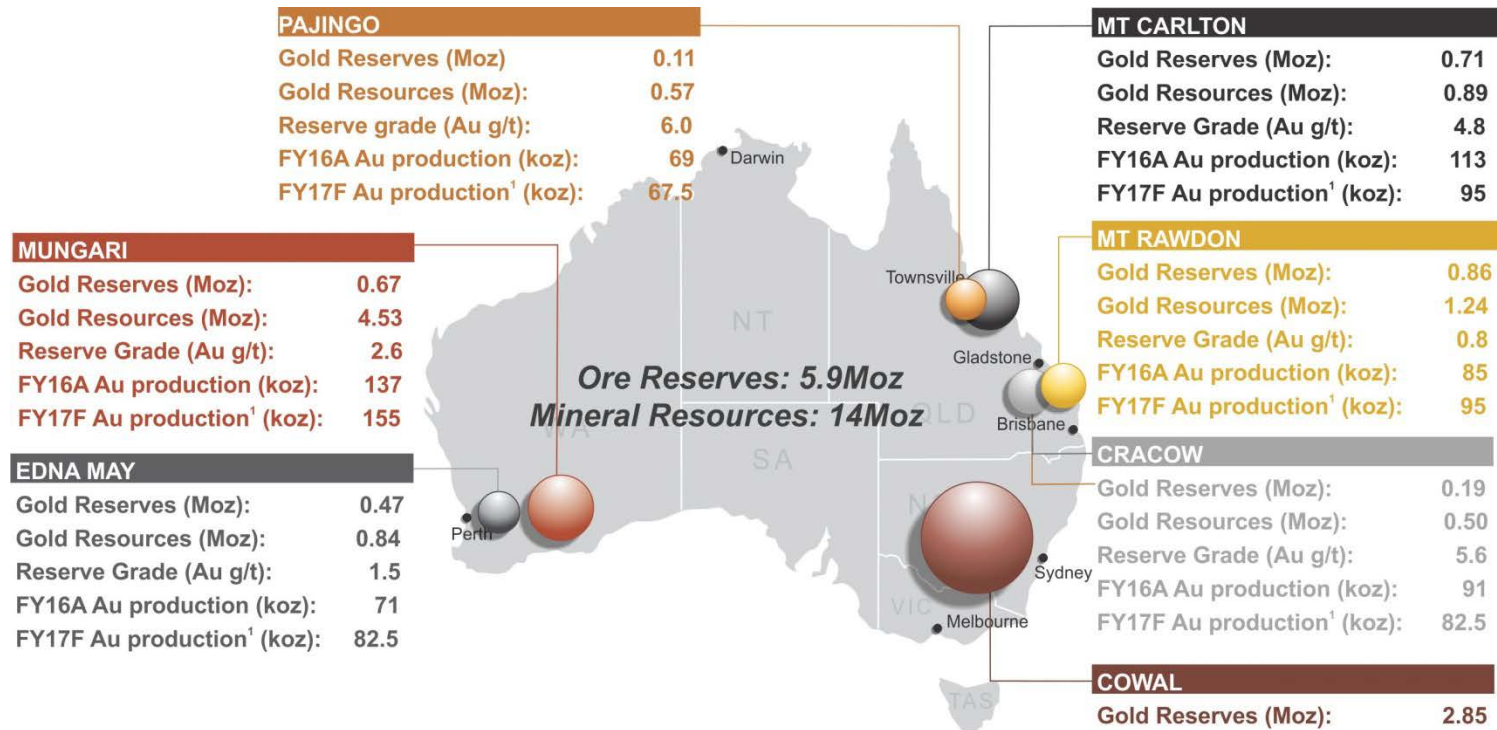 PAJINGO
Gold Reserves (Moz) 0.11
Gold Resources (Moz): 0.57
Reserve grade (Au g/t): 6.0
FY16A Au production (koz): 69
FY17F Au production¹ (koz): 67.5
MT CARLTON
Gold Reserves (Moz): 0.71
Gold Resources (Moz): 0.89
Reserve Grade (Au g/t): 4.8
FY16A Au production (koz): 113
FY17F Au production¹ (koz): 95
MUNGARI
Gold Reserves (Moz): 0.67
Gold Resources (Moz): 4.53
Reserve Grade (Au g/t): 2.6
FY16A Au production (koz): 137
FY17F Au production¹ (koz): 155
MT RAWDON
Gold Reserves (Moz): 0.86
Gold Resources (Moz): 1.24
Reserve Grade (Au g/t): 0.8
FY16A Au production (koz): 85
FY17F Au production¹ (koz): 95
EDNA MAY
Gold Reserves (Moz): 0.47
Gold Resources (Moz): 0.84
Reserve Grade (Au g/t): 1.5
FY16A Au production (koz): 71
FY17F Au production¹ (koz): 82.5
CRACOW
Gold Reserves (Moz): 0.19
Gold Resources (Moz): 0.50
Reserve Grade (Au g/t): 5.6
FY16A Au production (koz): 91
FY17F Au production¹ (koz): 82.5
COWAL
Gold Reserves (Moz): 2.85
Darwin
Townsville
NT
Gladstone
Ore Reserves: 5.9Moz
Mineral Resources: 14Moz
WA
QLD
Brisbane
SA
Perth
Sydney
VIC
Melbourne
TAS